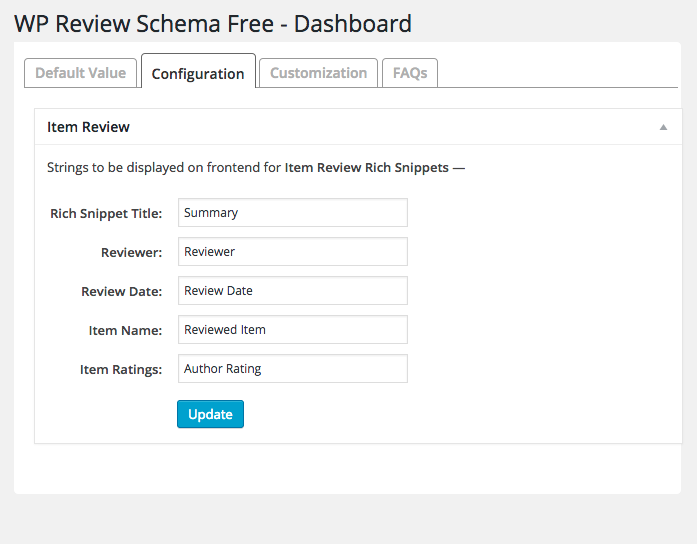 WP Review Schema Free - Dashboard
Default Value Configuration Customization FAQs
Item Review
Strings to be displayed on frontend for Item Review Rich Snippets —
Rich Snippet Title: Summary
Reviewer: Reviewer
Review Date: Review Date
Item Name: Reviewed Item
Item Ratings: Author Rating
Update